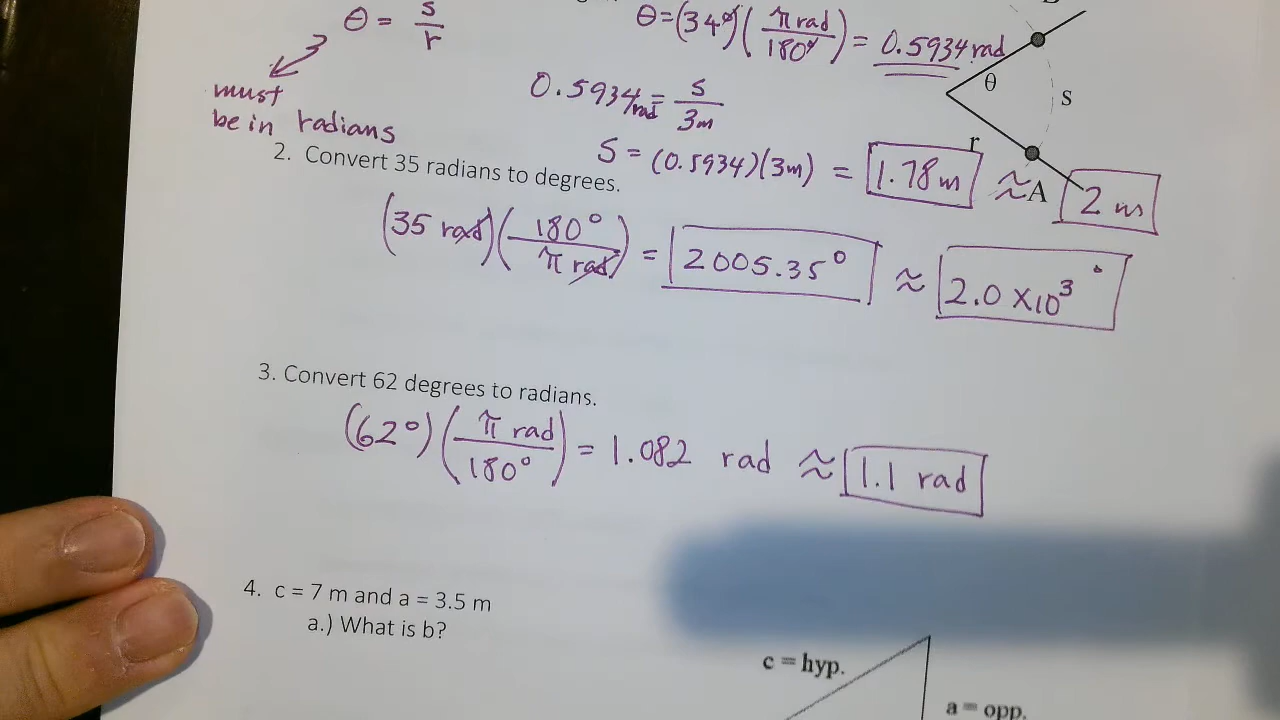 θ = s/r
θ = (34°)(π rad/180°) = 0.5934 rad
must
be in radians
0.5934 rad = s/3m
S = (0.5934)(3m) = 1.78 m ≈ 2 m
θ
s
r
A
2. Convert 35 radians to degrees.
(35 rad)(180°/π rad) = 2005.35° ≈ 2.0 x10³ °
3. Convert 62 degrees to radians.
(62°)(π rad/180°) = 1.082 rad ≈ 1.1 rad
4. c = 7 m and a = 3.5 m
a.) What is b?
c = hyp.
a = opp.